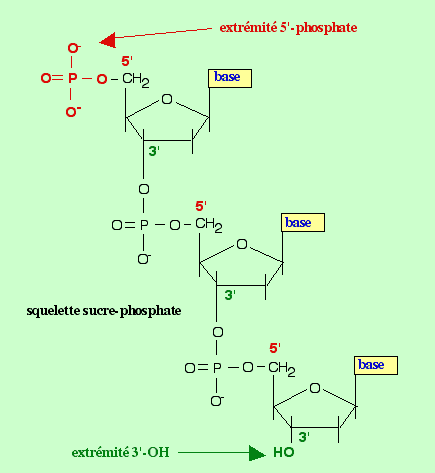 extrémité 5'-phosphate
O-
5'
base
O=P-O-CH2
O
O-
3'
O
5'
base
O=P-O-CH2
O
O-
3'
squelette sucre-phosphate
O
5'
base
O=P-O-CH2
O
O-
3'
extrémité 3'-OH
HO